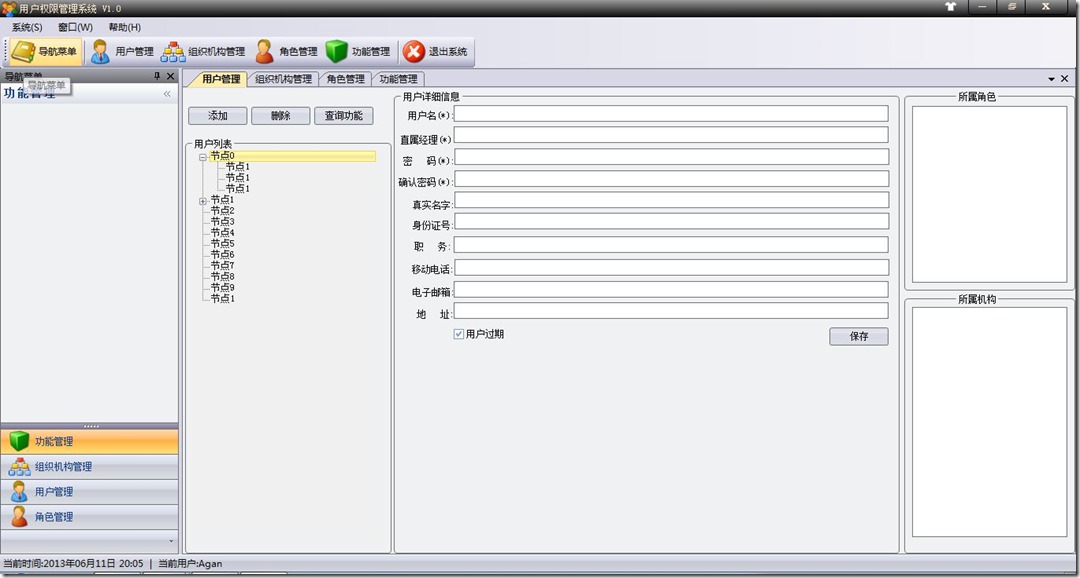 用户权限管理系统 V1.0
系统(S) 窗口(W) 帮助(H)
导航菜单 用户管理 组织机构管理 角色管理 功能管理 退出系统
导航菜单
导航菜单
功能管理
用户管理 组织机构管理 角色管理 功能管理
添加 删除 查询功能
用户列表
节点0
节点1
节点1
节点1
节点1
节点2
节点3
节点4
节点5
节点6
节点7
节点8
节点9
节点1
用户详细信息
用户名(*):
直属经理(*)
密 码(*):
确认密码(*):
真实名字:
身份证号:
职 务:
移动电话:
电子邮箱:
地 址:
用户过期
保存
所属角色
所属机构
功能管理
组织机构管理
用户管理
角色管理
当前时间:2013年06月11日 20:05 | 当前用户:Agan